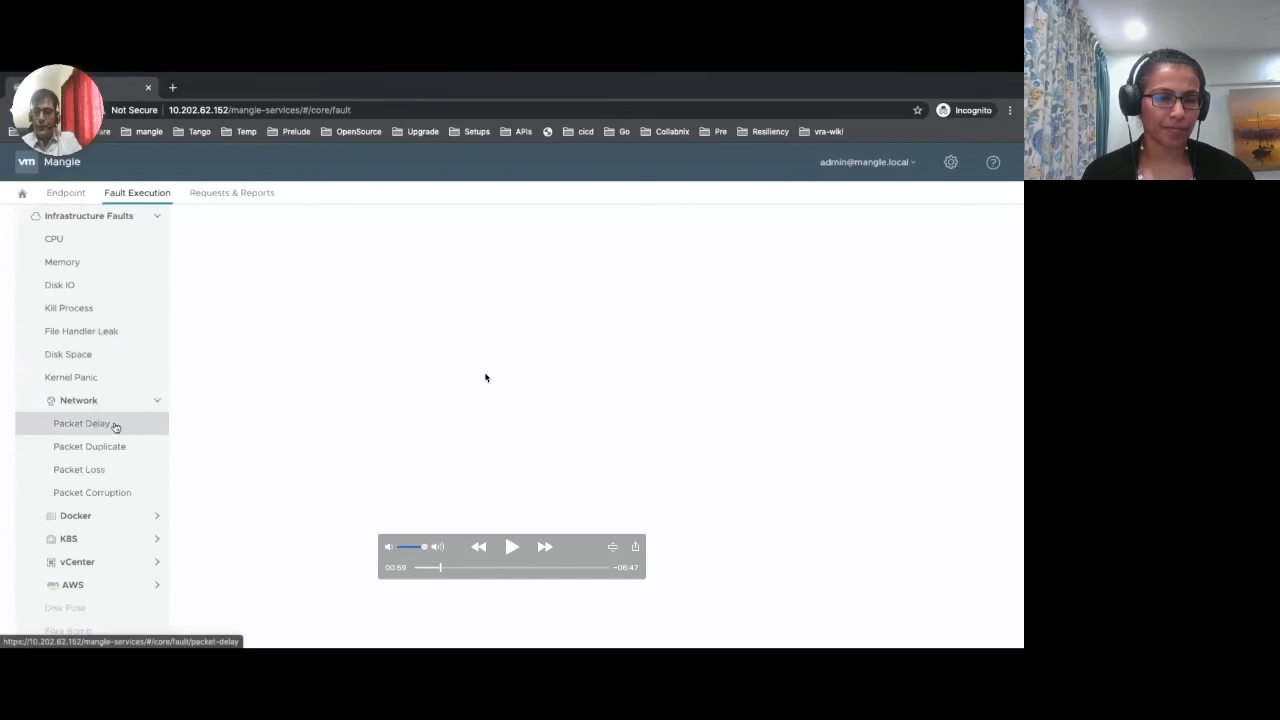 ×
+
Not Secure | 10.202.62.152/mangle-services/#/core/fault
Incognito
mangle Tango Temp Prelude OpenSource Upgrade Setups APIs cicd Go Collabnix Pre Resiliency vra-wiki
vm Mangle
admin@mangle.local
Endpoint Fault Execution Requests & Reports
Infrastructure Faults
CPU
Memory
Disk IO
Kill Process
File Handler Leak
Disk Space
Kernel Panic
Network
Packet Delay
Packet Duplicate
Packet Loss
Packet Corruption
Docker
K8S
vCenter
aws AWS
Disk Fuse
Fork Bomb
00:59
-06:47
https://10.202.62.152/mangle-services/#/core/fault/packet-delay